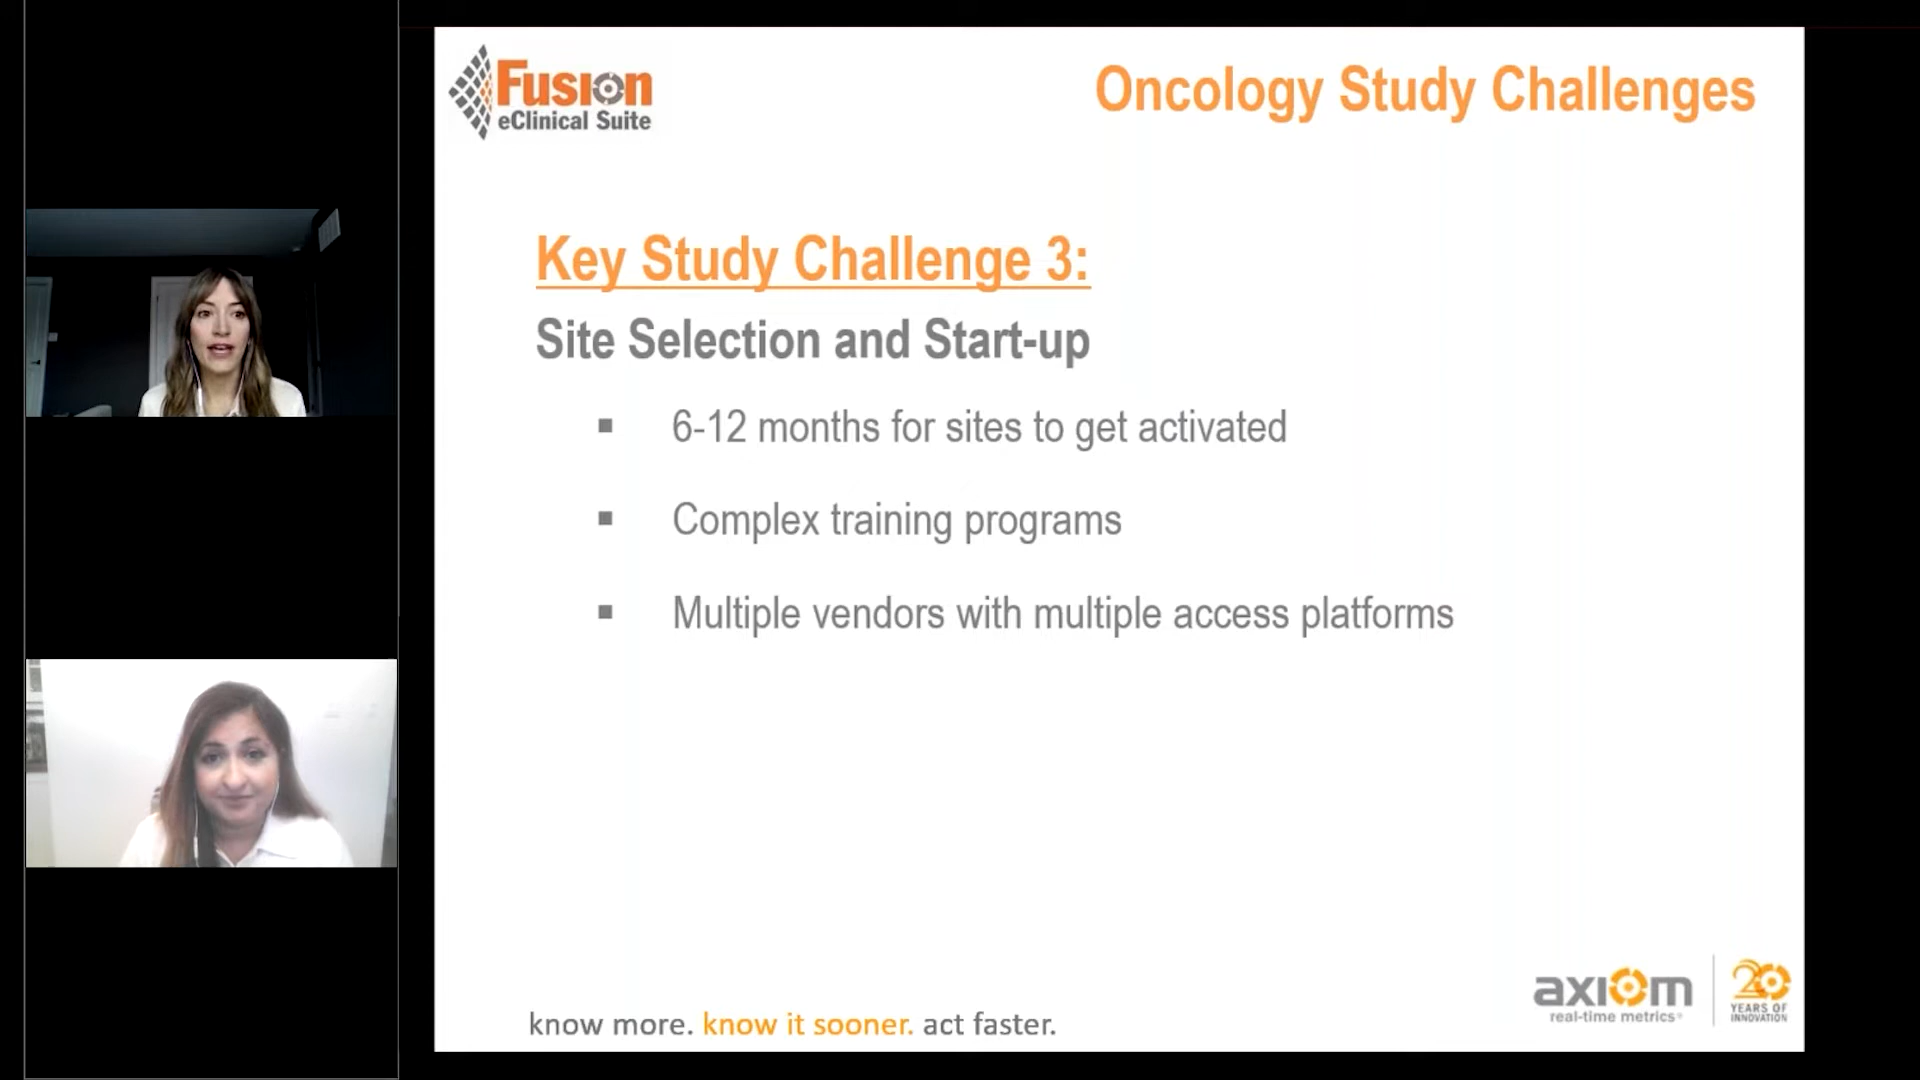 Fusion
eClinical Suite
Oncology Study Challenges
Key Study Challenge 3:
Site Selection and Start-up
▪ 6-12 months for sites to get activated
▪ Complex training programs
▪ Multiple vendors with multiple access platforms
know more. know it sooner. act faster.
axiom
real-time metrics®
20
YEARS OF
INNOVATION